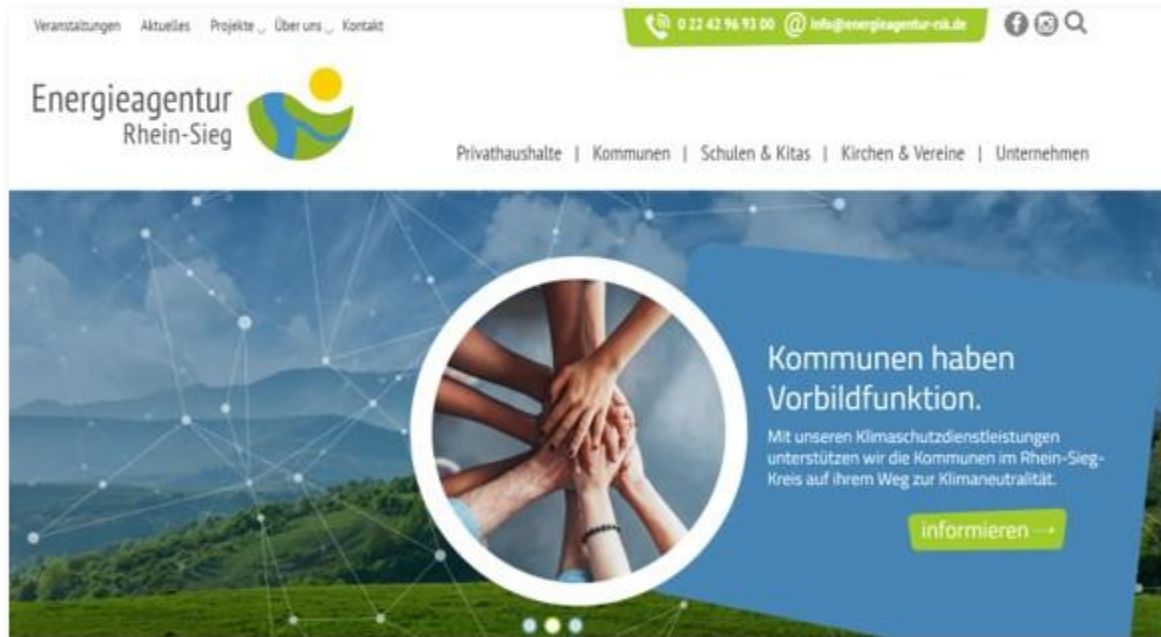 Veranstaltungen Aktuelles Projekte Über uns Kontakt
0 22 42 96 93 00 info@energieagentur-rsk.de
Energieagentur
Rhein-Sieg
Privathaushalte | Kommunen | Schulen & Kitas | Kirchen & Vereine | Unternehmen
Kommunen haben
Vorbildfunktion.
Mit unseren Klimaschutzdienstleistungen
unterstützen wir die Kommunen im Rhein-Sieg-
Kreis auf ihrem Weg zur Klimaneutralität.
informieren →